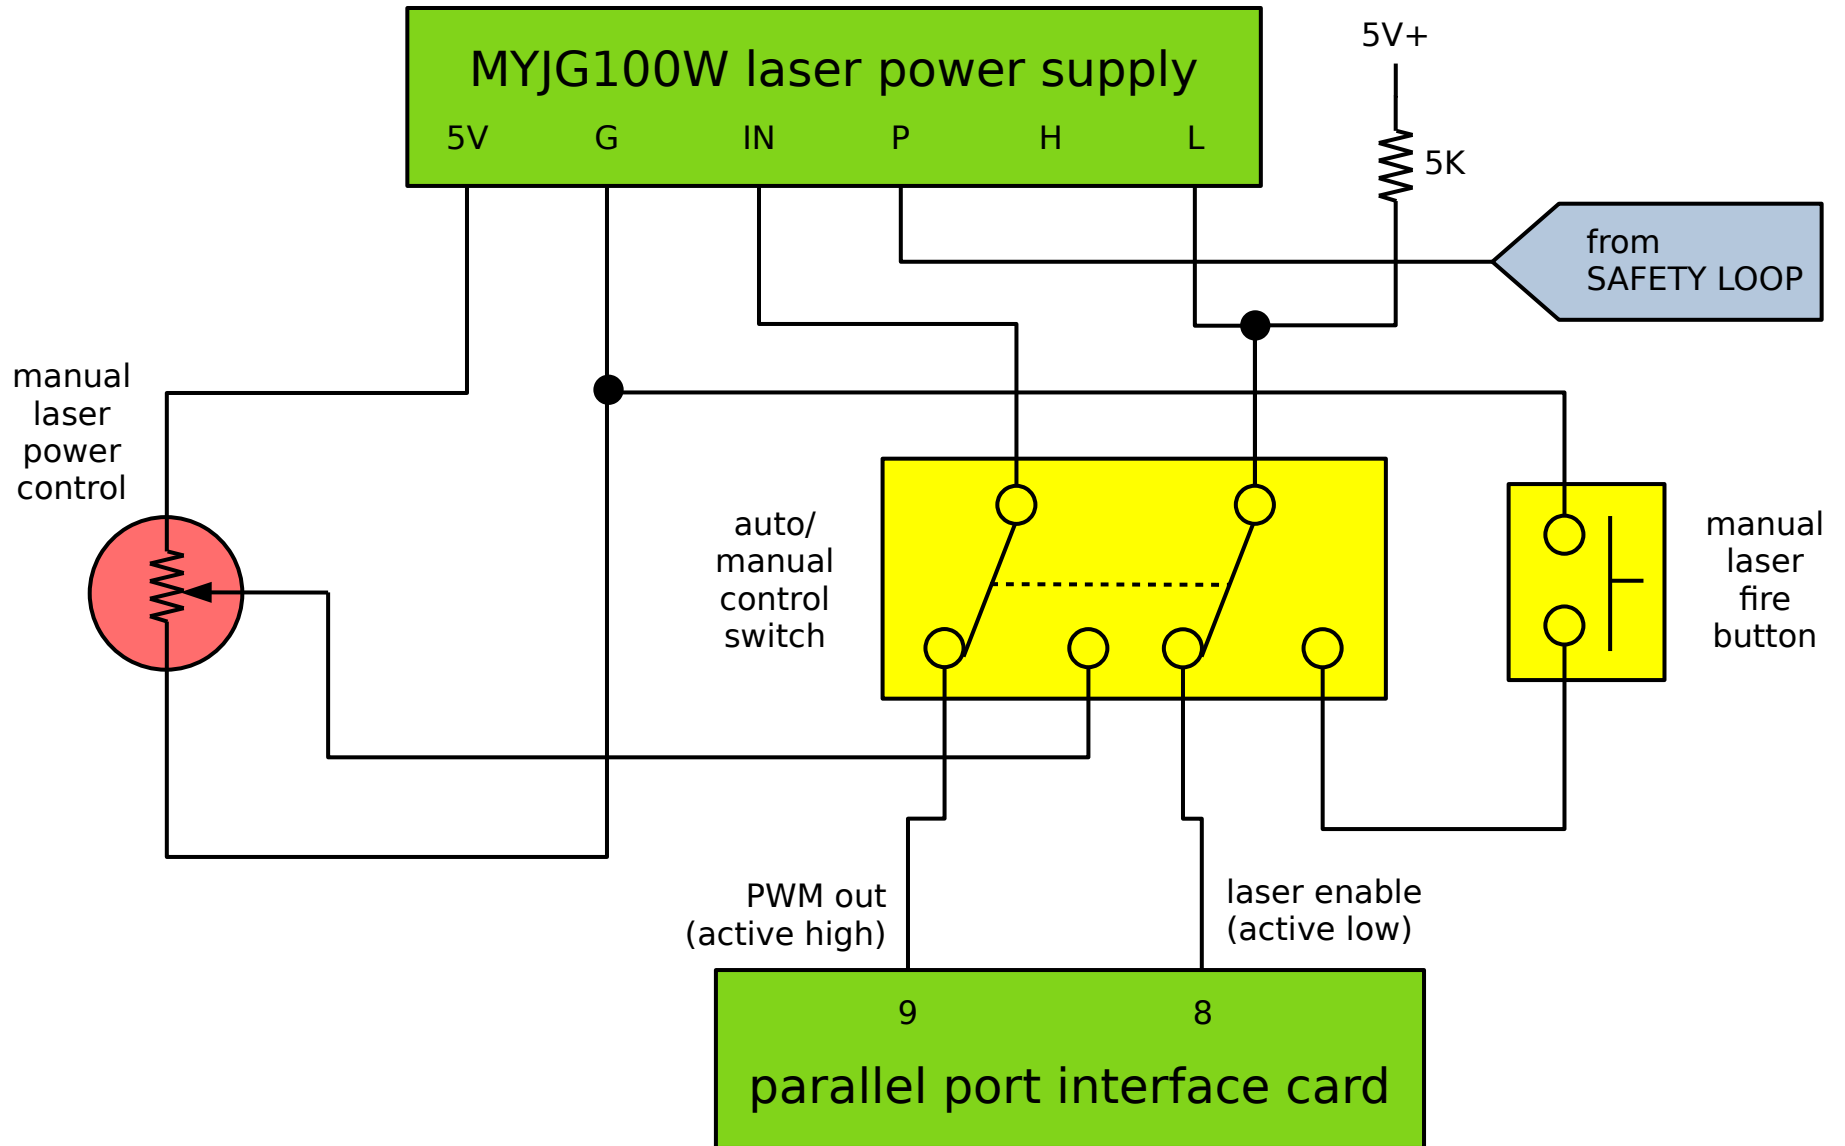 MYJG100W laser power supply
5V G IN P H L
5V+
5K
from
SAFETY LOOP
manual
laser
power
control
auto/
manual
control
switch
manual
laser
fire
button
PWM out
(active high)
laser enable
(active low)
9 8
parallel port interface card